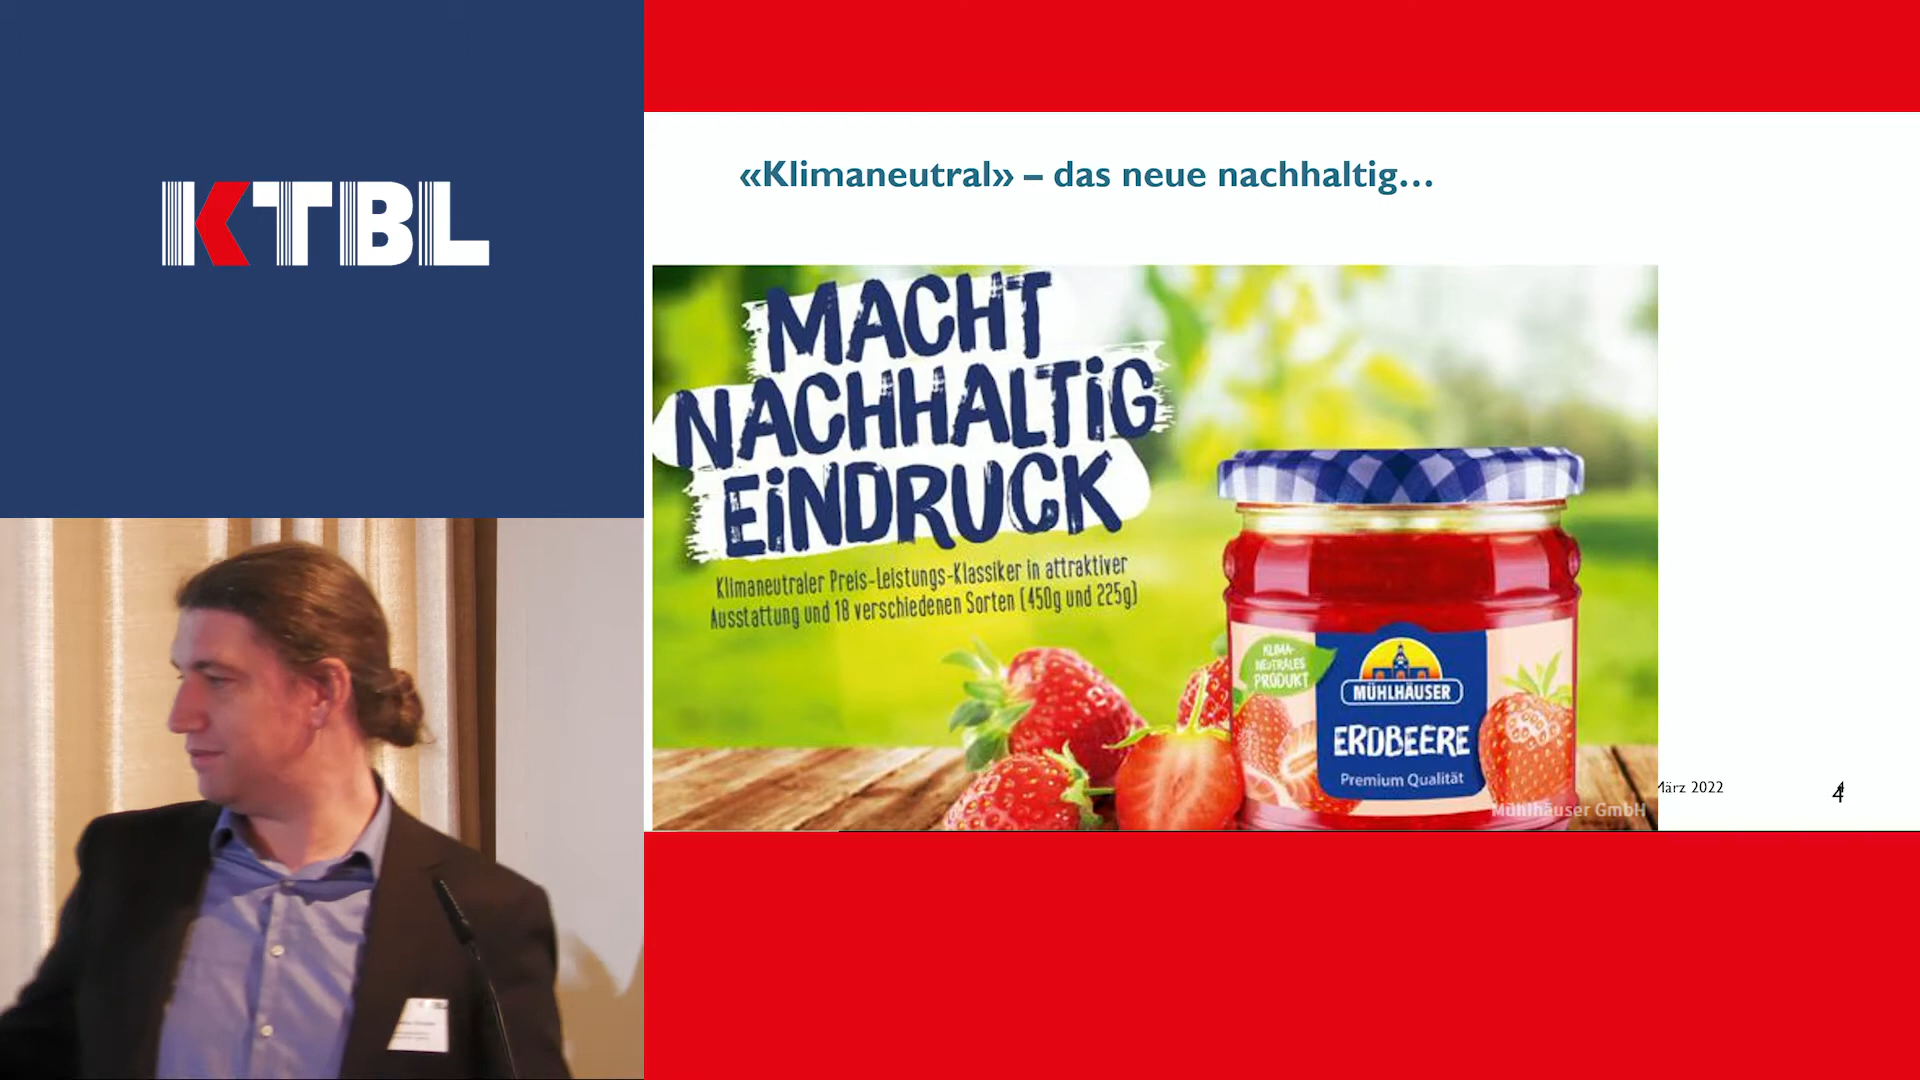 KTBL
«Klimaneutral» – das neue nachhaltig…
MACHT
NACHHALTiG
EiNDRUCK
Klimaneutraler Preis-Leistungs-Klassiker in attraktiver
Ausstattung und 18 verschiedenen Sorten (450g und 225g)
KLIMA-
NEUTRALES
PRODUKT
MÜHLHÄUSER
ERDBEERE
Premium Qualität
Mühlhäuser GmbH
März 2022
4